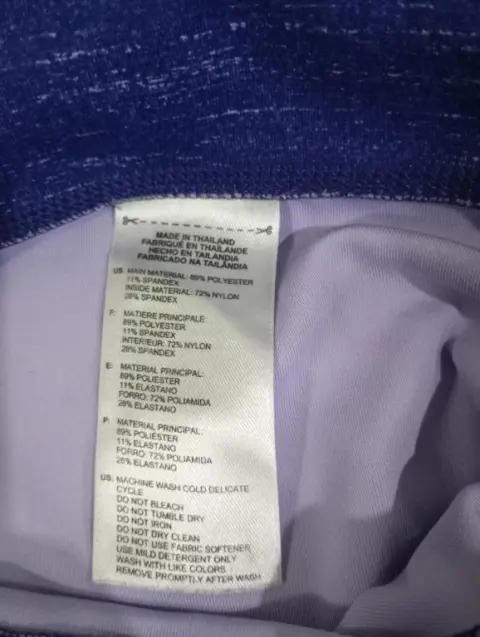 MADE IN THAILAND
FABRIQUÉ EN THAÏLANDE
HECHO EN TAILANDIA
FABRICADO NA TAILÂNDIA
US: MAIN MATERIAL: 89% POLYESTER
11% SPANDEX
INSIDE MATERIAL: 72% NYLON
28% SPANDEX
F: MATIERE PRINCIPALE:
89% POLYESTER
11% SPANDEX
INTERIEUR: 72% NYLON
28% SPANDEX
E: MATERIAL PRINCIPAL:
89% POLIESTER
11% ELASTANO
FORRO: 72% POLIAMIDA
28% ELASTANO
P: MATERIAL PRINCIPAL:
89% POLIÉSTER
11% ELASTANO
FORRO: 72% POLIAMIDA
28% ELASTANO
US: MACHINE WASH COLD DELICATE
CYCLE
DO NOT BLEACH
DO NOT TUMBLE DRY
DO NOT IRON
DO NOT DRY CLEAN
DO NOT USE FABRIC SOFTENER
USE MILD DETERGENT ONLY
WASH WITH LIKE COLORS
REMOVE PROMPTLY AFTER WASH